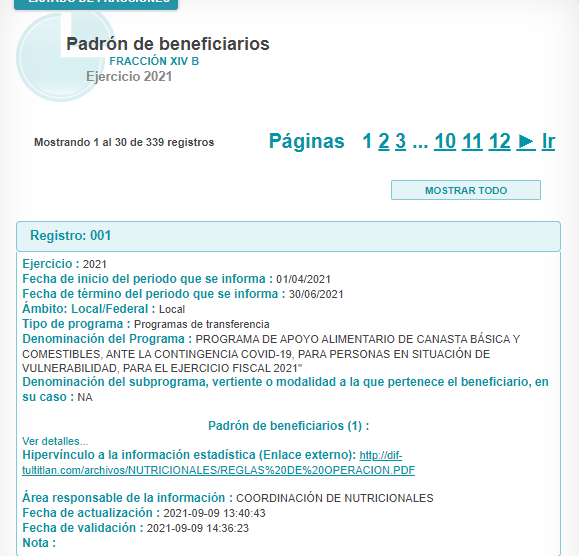 LISTADO DE FRACCIONES
Padrón de beneficiarios
FRACCIÓN XIV B
Ejercicio 2021
Mostrando 1 al 30 de 339 registros
Páginas 1 2 3 ... 10 11 12 ► Ir
MOSTRAR TODO
Registro: 001
Ejercicio : 2021
Fecha de inicio del periodo que se informa : 01/04/2021
Fecha de término del periodo que se informa : 30/06/2021
Ámbito: Local/Federal : Local
Tipo de programa : Programas de transferencia
Denominación del Programa : PROGRAMA DE APOYO ALIMENTARIO DE CANASTA BÁSICA Y
COMESTIBLES, ANTE LA CONTINGENCIA COVID-19, PARA PERSONAS EN SITUACIÓN DE
VULNERABILIDAD, PARA EL EJERCICIO FISCAL 2021"
Denominación del subprograma, vertiente o modalidad a la que pertenece el beneficiario, en
su caso : NA
Padrón de beneficiarios (1) :
Ver detalles...
Hipervínculo a la información estadística (Enlace externo): http://dif-
tultitlan.com/archivos/NUTRICIONALES/REGLAS%20DE%20OPERACION.PDF
Área responsable de la información : COORDINACIÓN DE NUTRICIONALES
Fecha de actualización : 2021-09-09 13:40:43
Fecha de validación : 2021-09-09 14:36:23
Nota :